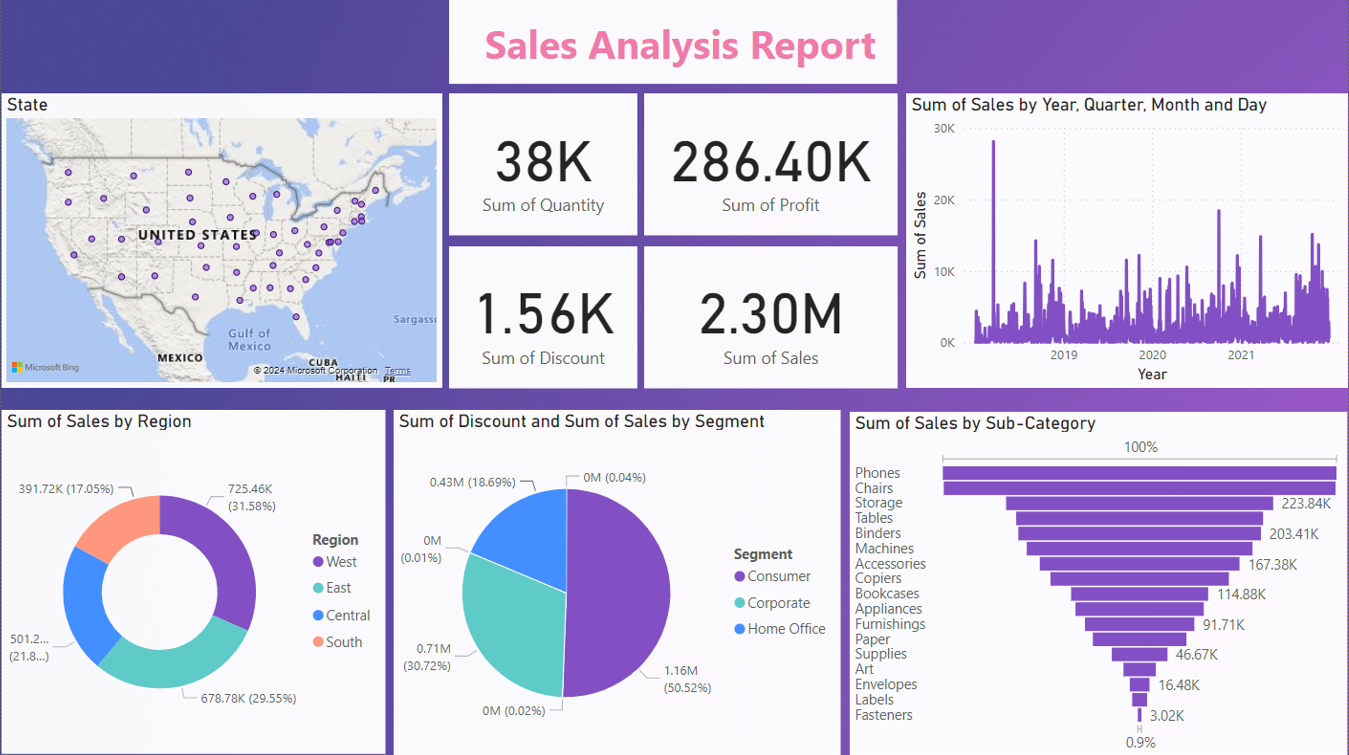 Sales Analysis Report
State
UNITED STATES
Gulf of
Mexico
Sargasso
MEXICO
CUBA
HAITI
PR
Microsoft Bing
© 2024 Microsoft Corporation Terms
38K
Sum of Quantity
286.40K
Sum of Profit
1.56K
Sum of Discount
2.30M
Sum of Sales
Sum of Sales by Year, Quarter, Month and Day
30K
20K
10K
0K
Sum of Sales
2019 2020 2021
Year
Sum of Sales by Region
391.72K (17.05%)
725.46K
(31.58%)
501.2...
(21.8...)
678.78K (29.55%)
Region
West
East
Central
South
Sum of Discount and Sum of Sales by Segment
0M (0.04%)
0.43M (18.69%)
0M
(0.01%)
0.71M
(30.72%)
1.16M
(50.52%)
0M (0.02%)
Segment
Consumer
Corporate
Home Office
Sum of Sales by Sub-Category
100%
Phones
Chairs
Storage 223.84K
Tables
Binders 203.41K
Machines
Accessories 167.38K
Copiers
Bookcases 114.88K
Appliances
Furnishings 91.71K
Paper
Supplies 46.67K
Art
Envelopes 16.48K
Labels
Fasteners 3.02K
0.9%